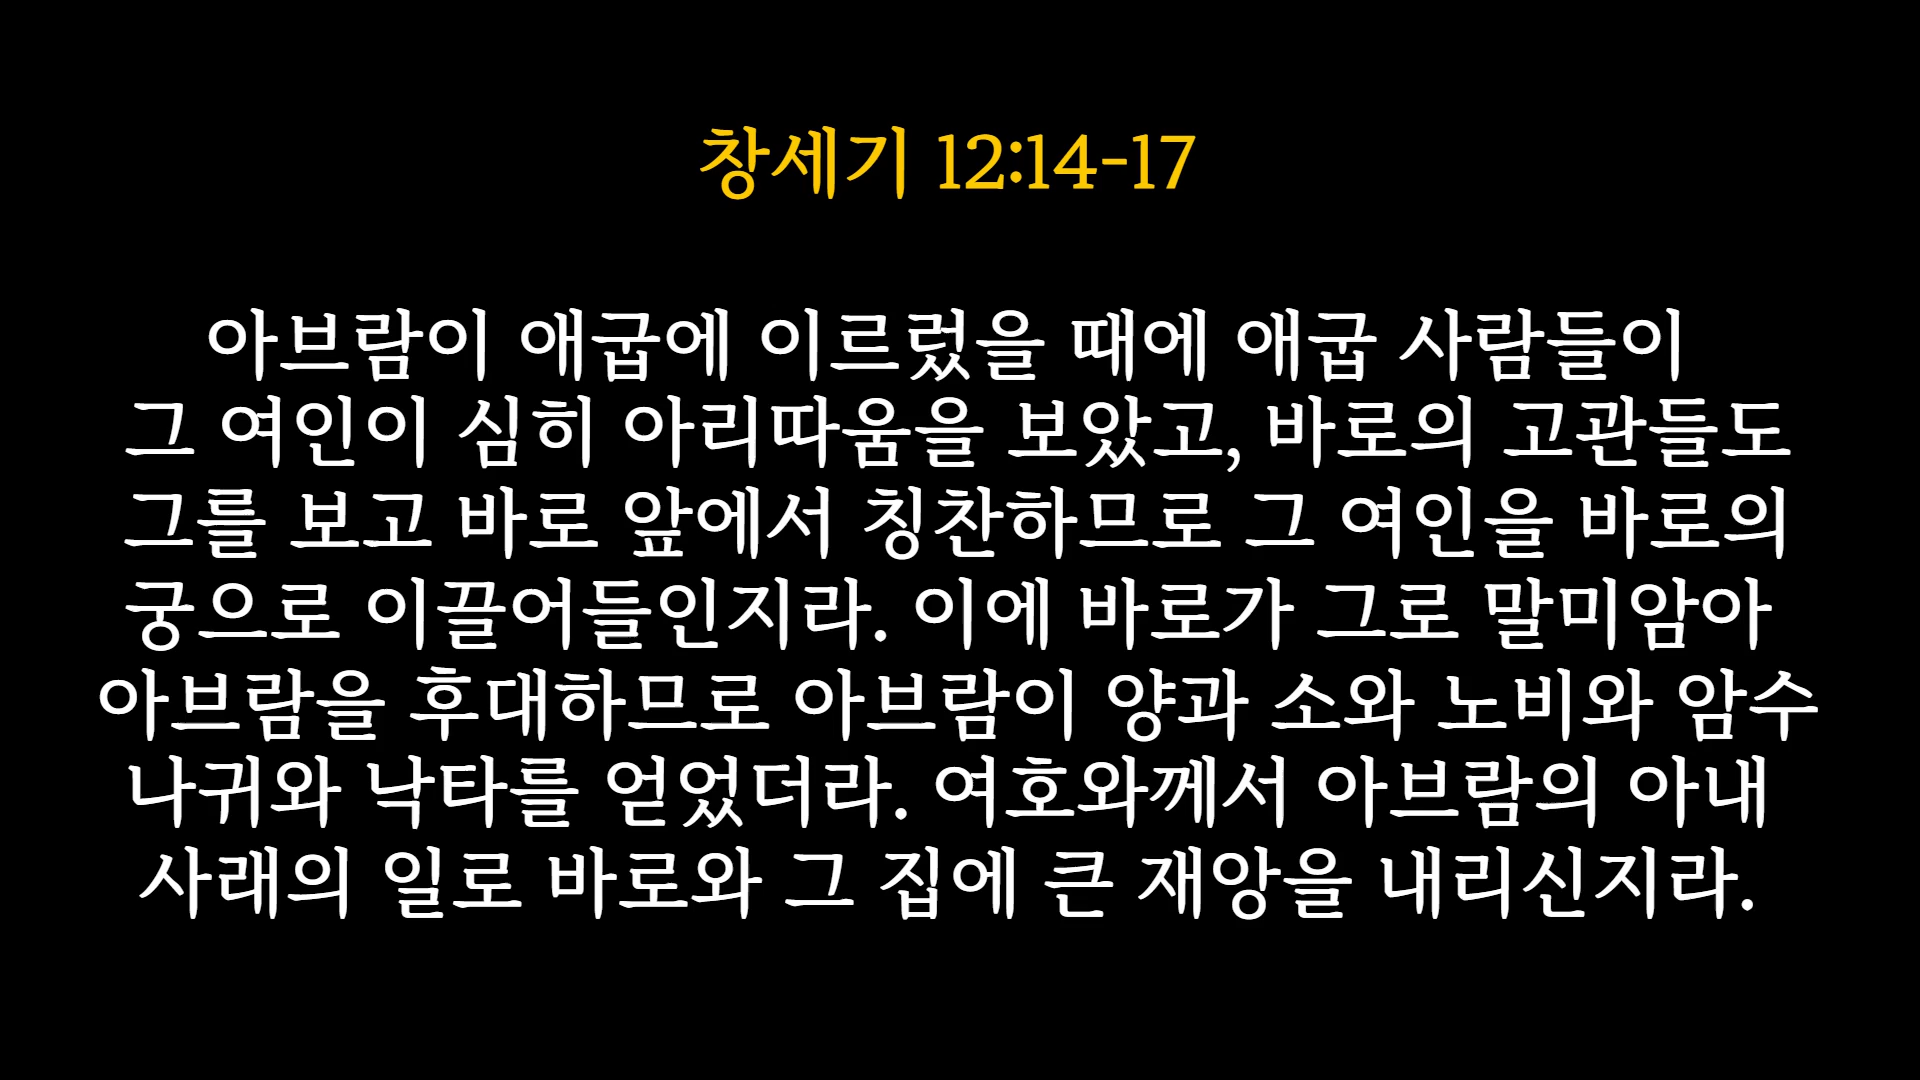 창세기 12:14-17
아브람이 애굽에 이르렀을 때에 애굽 사람들이
그 여인이 심히 아리따움을 보았고, 바로의 고관들도
그를 보고 바로 앞에서 칭찬하므로 그 여인을 바로의
궁으로 이끌어들인지라. 이에 바로가 그로 말미암아
아브람을 후대하므로 아브람이 양과 소와 노비와 암수
나귀와 낙타를 얻었더라. 여호와께서 아브람의 아내
사래의 일로 바로와 그 집에 큰 재앙을 내리신지라.